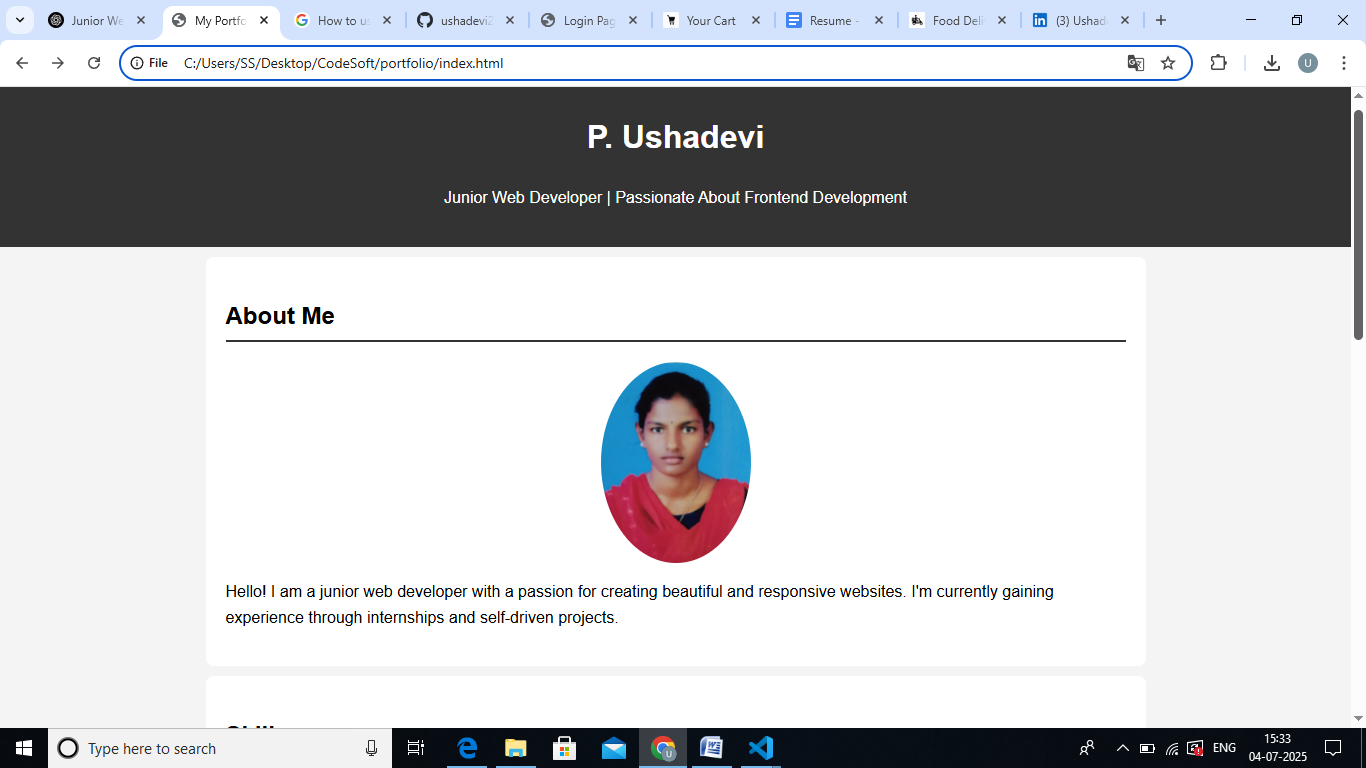 Junior We
My Portfo
How to us
ushadevi2
Login Pag
Your Cart
Resume -
Food Deli
(3) Ushad
File
C:/Users/SS/Desktop/CodeSoft/portfolio/index.html
U
P. Ushadevi
Junior Web Developer | Passionate About Frontend Development
About Me
Hello! I am a junior web developer with a passion for creating beautiful and responsive websites. I'm currently gaining
experience through internships and self-driven projects.
Type here to search
ENG
15:33
04-07-2025